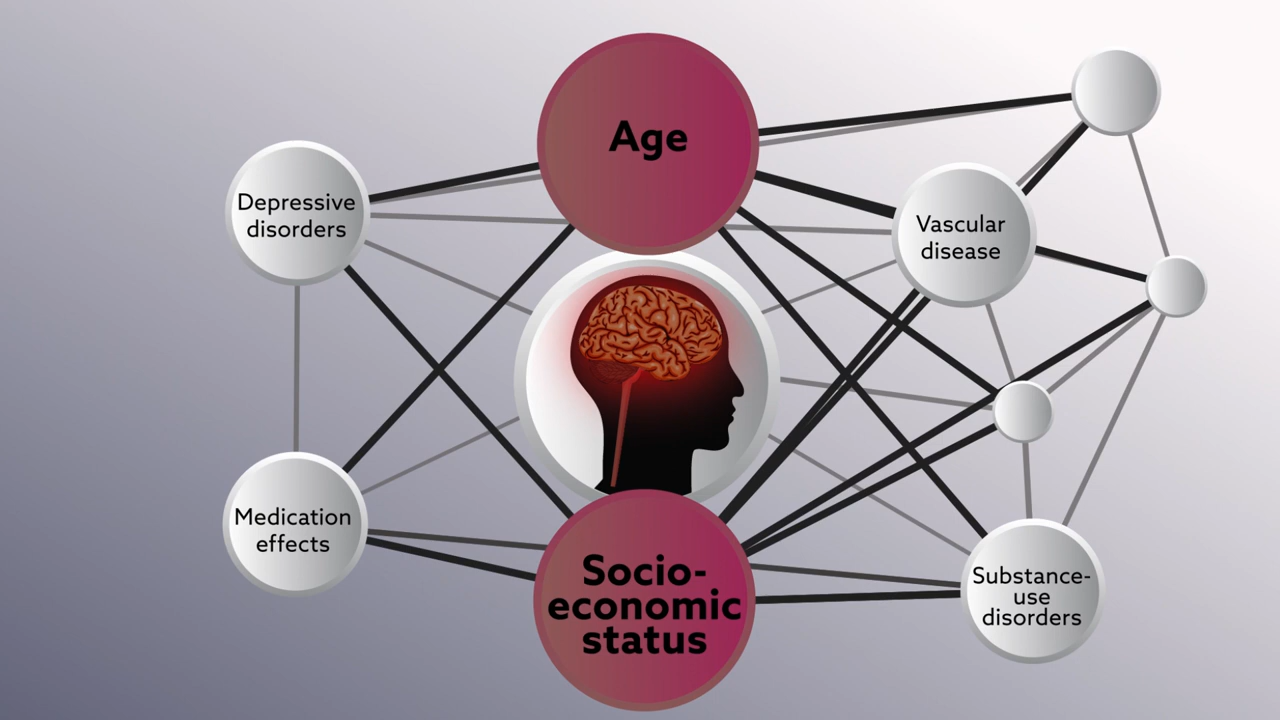 Age
Depressive
disorders
Vascular
disease
Medication
effects
Socio-
economic
status
Substance-
use
disorders